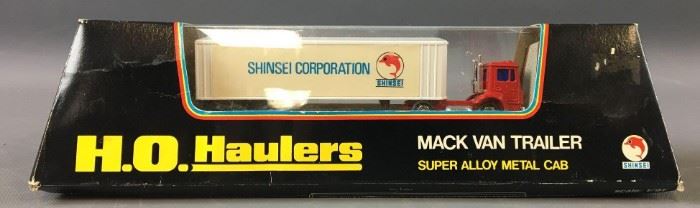 SHINSEI CORPORATION
SHINSEI
H.O. Haulers
MACK VAN TRAILER
SUPER ALLOY METAL CAB
SHINSEI